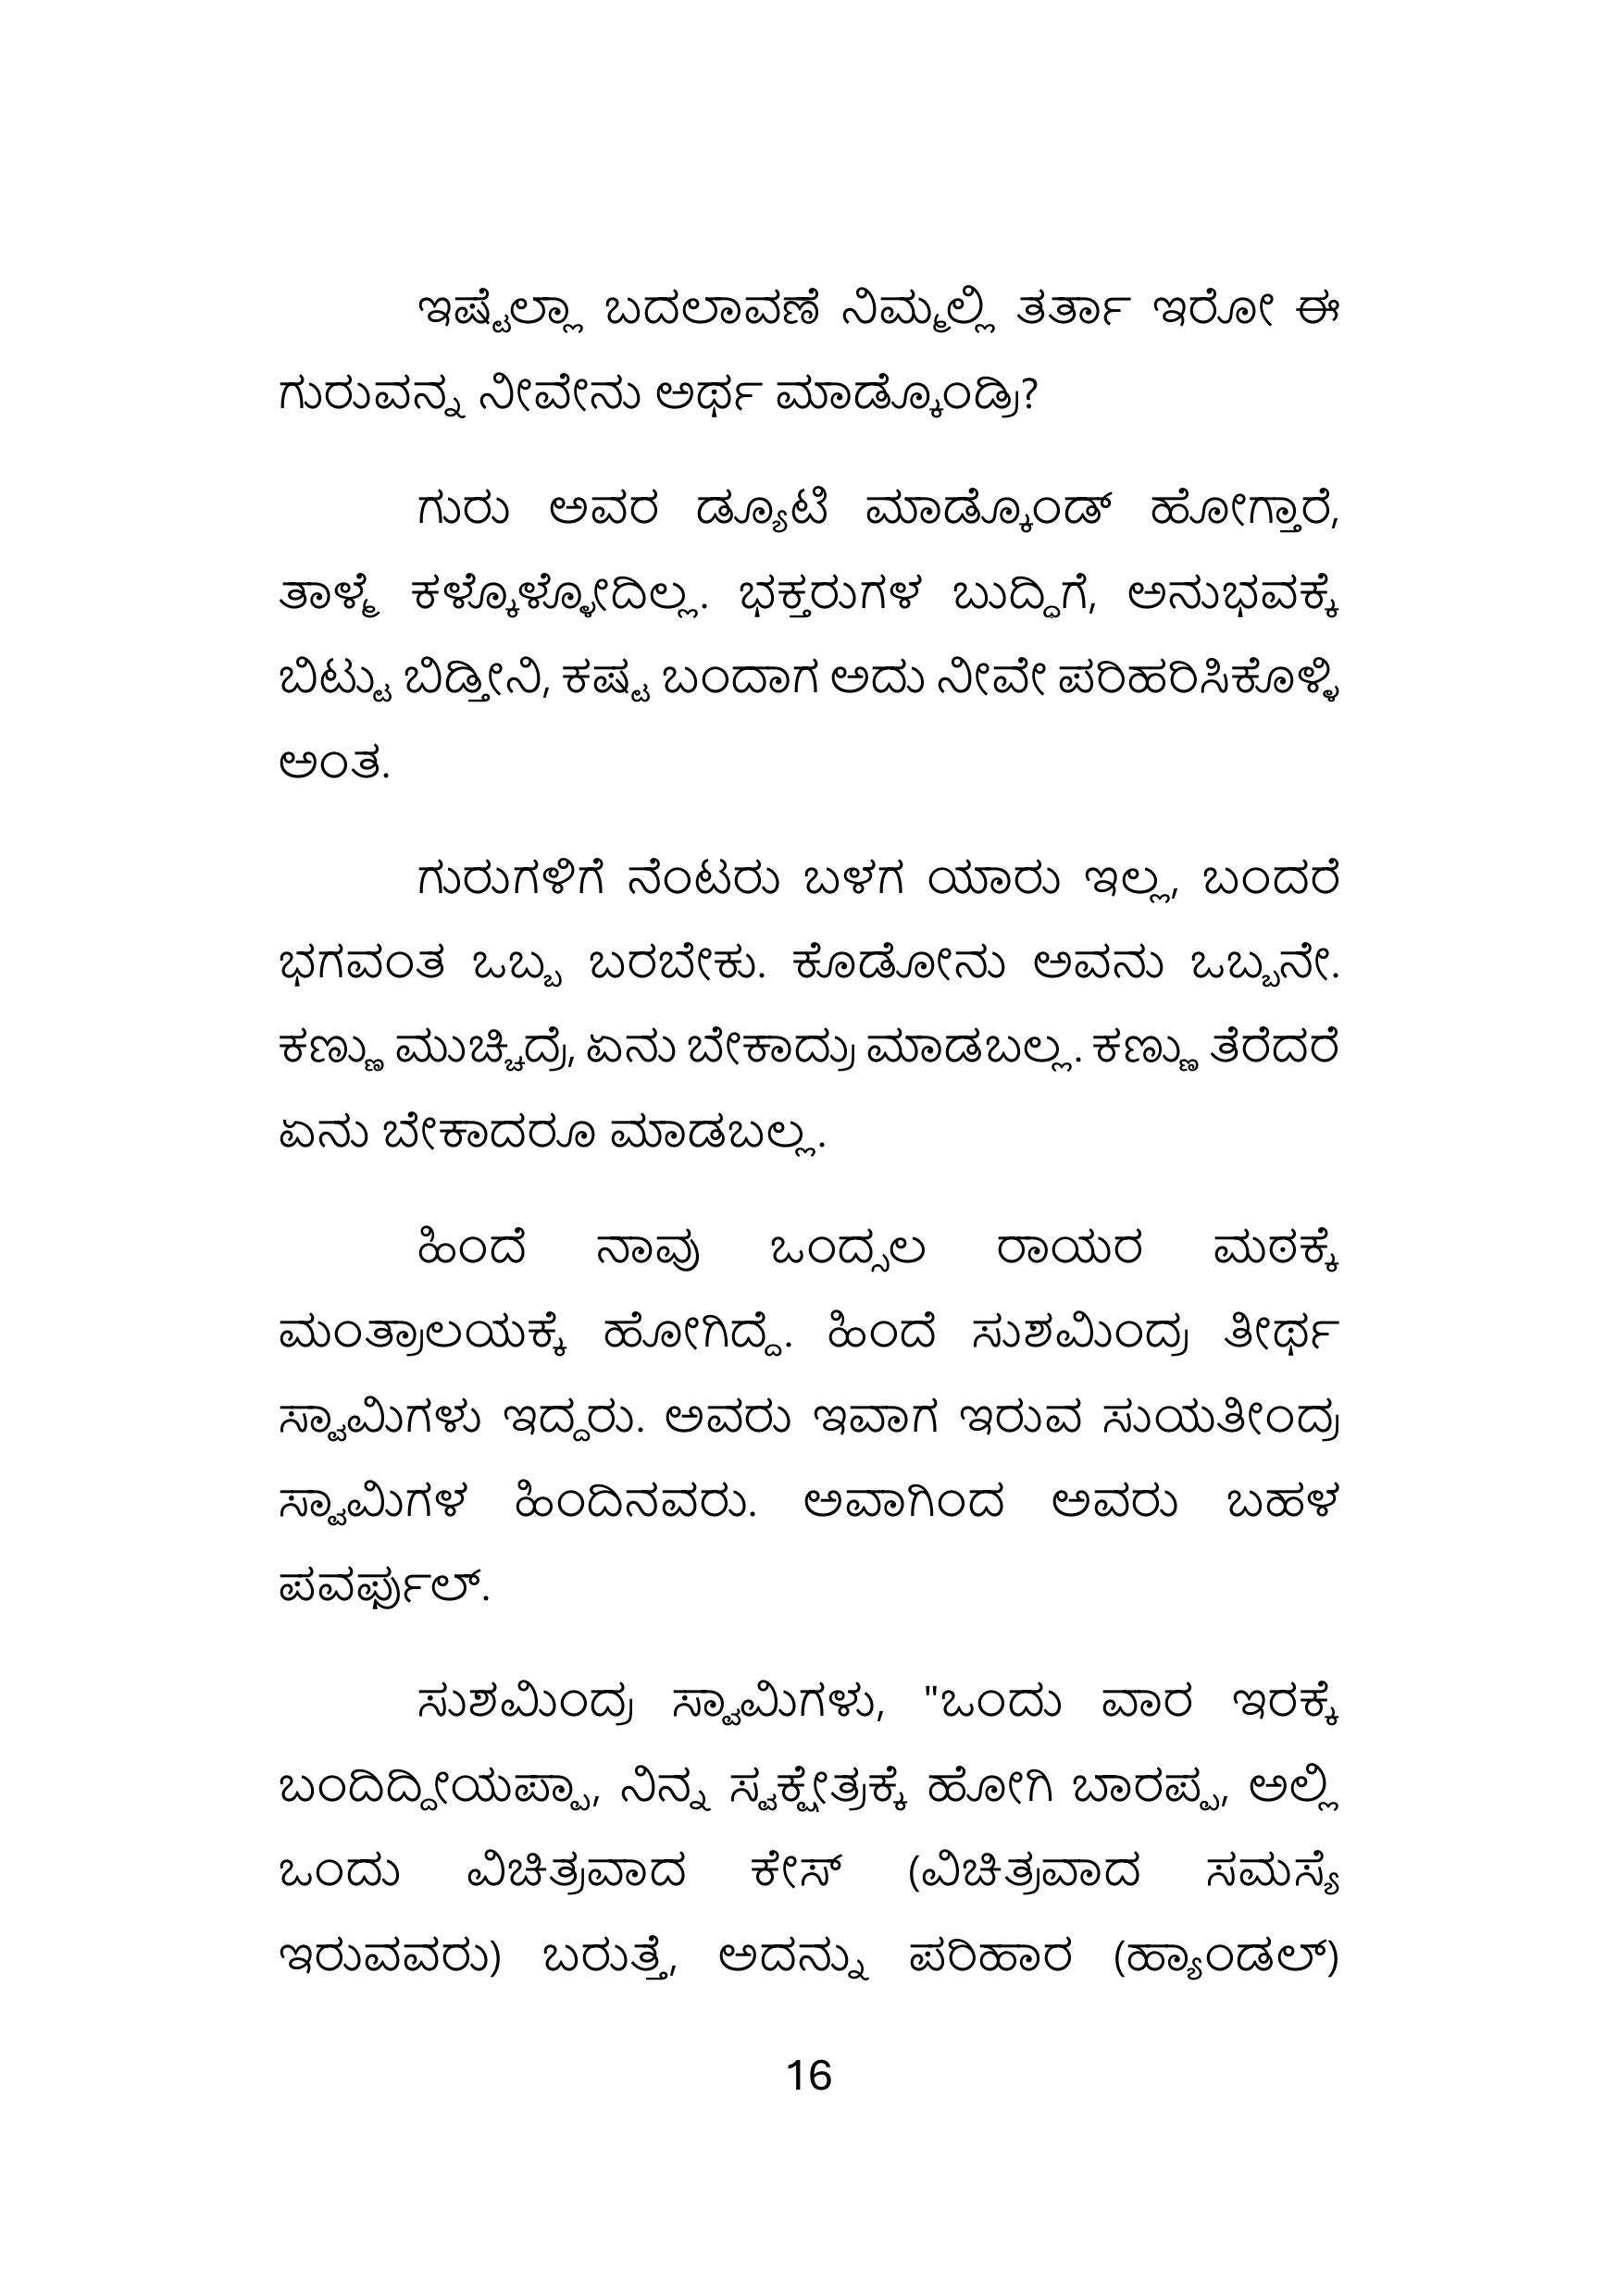 ಇಷ್ಟೆಲ್ಲಾ ಬದಲಾವಣೆ ನಿಮ್ಮಲ್ಲಿ ತರ್ತಾ ಇರೋ ಈ
ಗುರುವನ್ನ ನೀವೇನು ಅರ್ಥ ಮಾಡ್ಕೊಂಡ್ರಿ?
ಗುರು ಅವರ ಡ್ಯೂಟಿ ಮಾಡ್ಕೊಂಡ್ ಹೋಗ್ತಾರೆ,
ತಾಳ್ಮೆ ಕಳ್ಕೊಳ್ಳೋದಿಲ್ಲ. ಭಕ್ತರುಗಳ ಬುದ್ಧಿಗೆ, ಅನುಭವಕ್ಕೆ
ಬಿಟ್ಟು ಬಿಡ್ತೀನಿ, ಕಷ್ಟ ಬಂದಾಗ ಅದು ನೀವೇ ಪರಿಹರಿಸಿಕೊಳ್ಳಿ
ಅಂತ.
ಗುರುಗಳಿಗೆ ನೆಂಟರು ಬಳಗ ಯಾರು ಇಲ್ಲ, ಬಂದರೆ
ಭಗವಂತ ಒಬ್ಬ ಬರಬೇಕು. ಕೊಡೋನು ಅವನು ಒಬ್ಬನೇ.
ಕಣ್ಣು ಮುಚ್ಚಿದ್ರೆ, ಏನು ಬೇಕಾದ್ರು ಮಾಡಬಲ್ಲ. ಕಣ್ಣು ತೆರೆದರೆ
ಏನು ಬೇಕಾದರೂ ಮಾಡಬಲ್ಲ.
ಹಿಂದೆ ನಾವು ಒಂದ್ಸಲ ರಾಯರ ಮಠಕ್ಕೆ
ಮಂತ್ರಾಲಯಕ್ಕೆ ಹೋಗಿದ್ದೆ. ಹಿಂದೆ ಸುಶಮಿಂದ್ರ ತೀರ್ಥ
ಸ್ವಾಮಿಗಳು ಇದ್ದರು. ಅವರು ಇವಾಗ ಇರುವ ಸುಯತೀಂದ್ರ
ಸ್ವಾಮಿಗಳ ಹಿಂದಿನವರು. ಅವಾಗಿಂದ ಅವರು ಬಹಳ
ಪವರ್ಫುಲ್.
ಸುಶಮಿಂದ್ರ ಸ್ವಾಮಿಗಳು, "ಒಂದು ವಾರ ಇರಕ್ಕೆ
ಬಂದಿದ್ದೀಯಪ್ಪಾ, ನಿನ್ನ ಸ್ವಕ್ಷೇತ್ರಕ್ಕೆ ಹೋಗಿ ಬಾರಪ್ಪ, ಅಲ್ಲಿ
ಒಂದು ವಿಚಿತ್ರವಾದ ಕೇಸ್ (ವಿಚಿತ್ರವಾದ ಸಮಸ್ಯೆ
ಇರುವವರು) ಬರುತ್ತೆ, ಅದನ್ನು ಪರಿಹಾರ (ಹ್ಯಾಂಡಲ್)
16